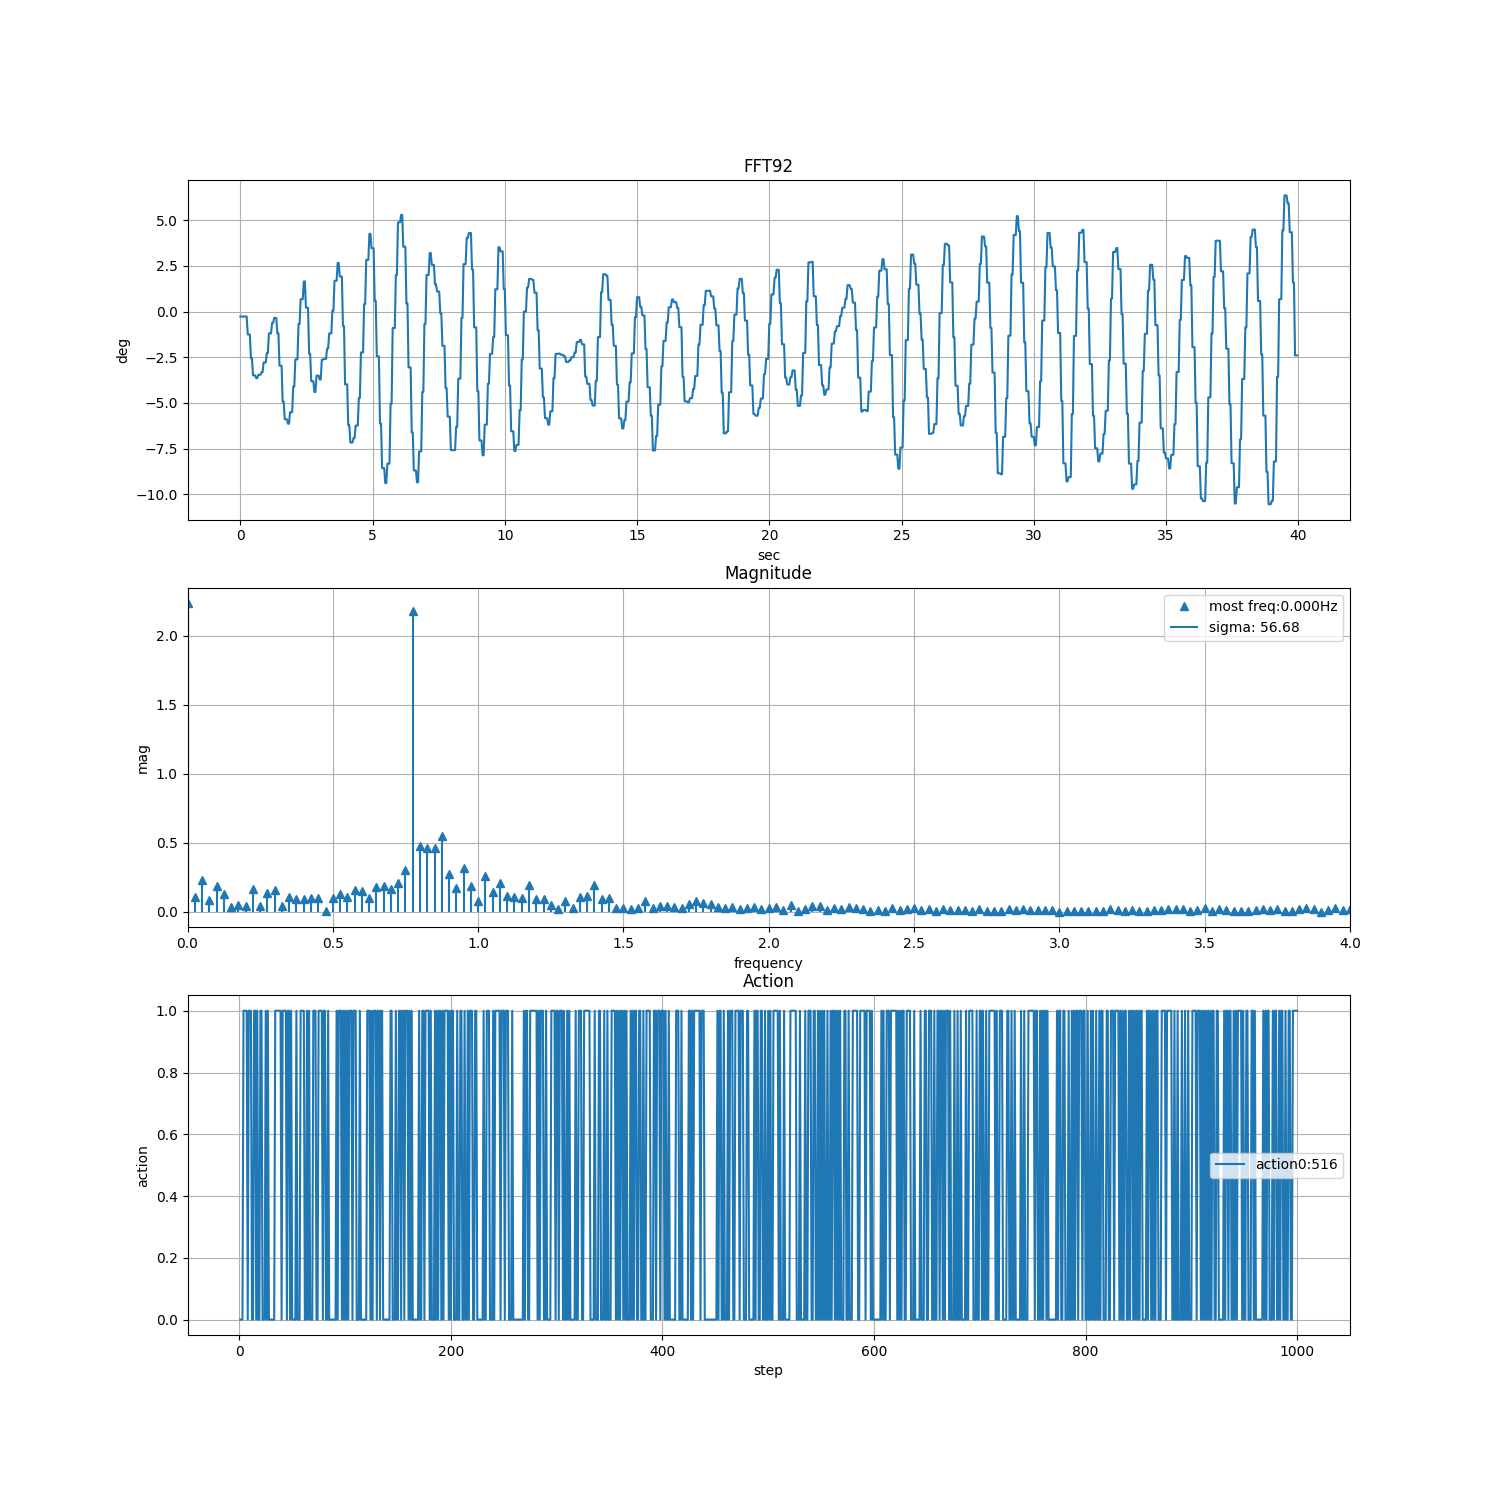 FFT92
deg
5.0
2.5
0.0
−2.5
−5.0
−7.5
−10.0
0 5 10 15 20 25 30 35 40
sec
Magnitude
most freq:0.000Hz
sigma: 56.68
mag
2.0
1.5
1.0
0.5
0.0
0.0 0.5 1.0 1.5 2.0 2.5 3.0 3.5 4.0
frequency
Action
action
1.0
0.8
0.6
0.4
0.2
0.0
action0:516
0 200 400 600 800 1000
step